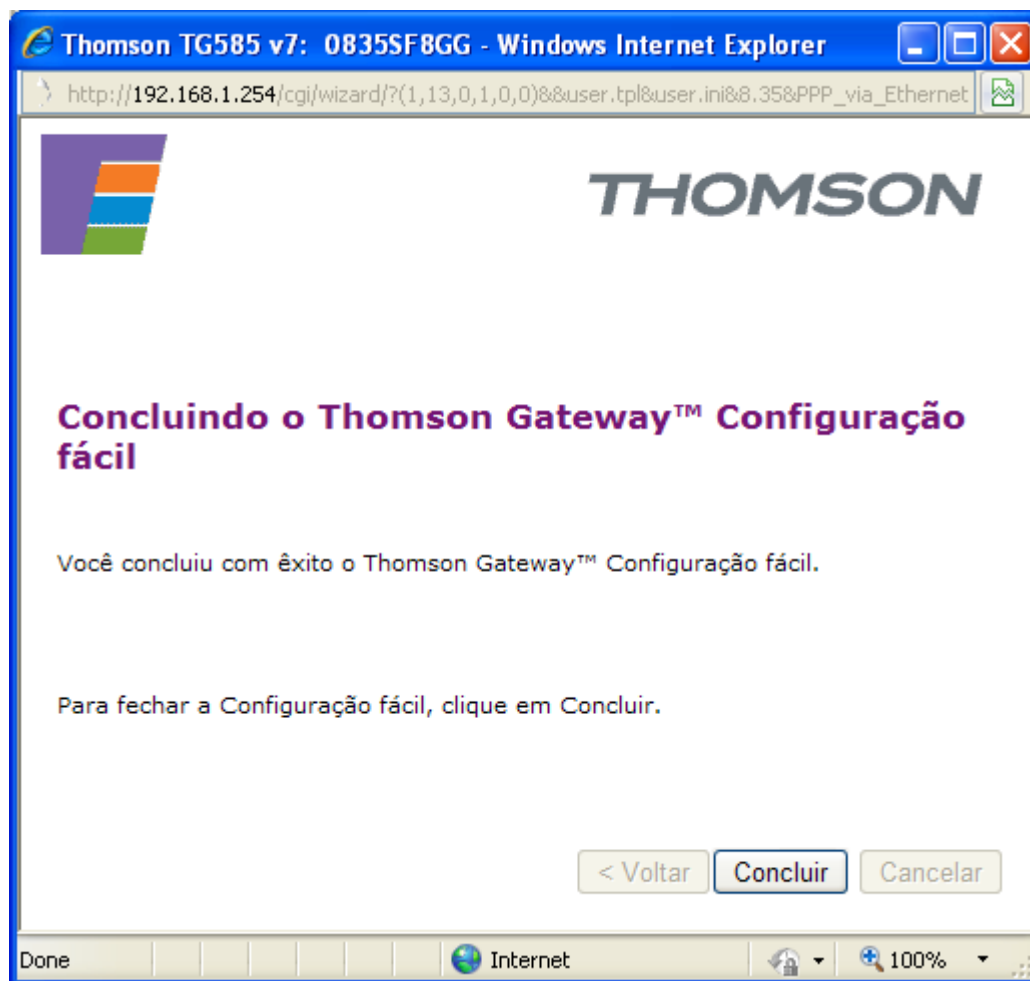 Thomson TG585 v7: 0835SF8GG - Windows Internet Explorer
http://192.168.1.254/cgi/wizard/?(1,13,0,1,0,0)&&user.tpl&user.ini&8.35&PPP_via_Ethernet
THOMSON
Concluindo o Thomson Gateway™ Configuração
fácil
Você concluiu com êxito o Thomson Gateway™ Configuração fácil.
Para fechar a Configuração fácil, clique em Concluir.
< Voltar Concluir Cancelar
Done Internet 100%